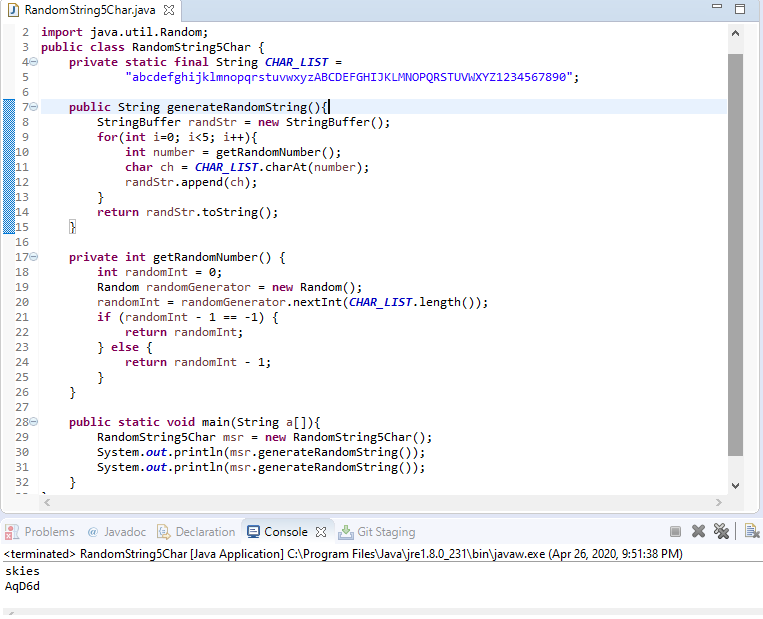 RandomString5Char.java
2 import java.util.Random;
3 public class RandomString5Char {
4 private static final String CHAR_LIST =
5 "abcdefghijklmnopqrstuvwxyzABCDEFGHIJKLMNOPQRSTUVWXYZ1234567890";
6
7 public String generateRandomString(){
8 StringBuffer randStr = new StringBuffer();
9 for(int i=0; i<5; i++){
10 int number = getRandomNumber();
11 char ch = CHAR_LIST.charAt(number);
12 randStr.append(ch);
13 }
14 return randStr.toString();
15 }
16
17 private int getRandomNumber() {
18 int randomInt = 0;
19 Random randomGenerator = new Random();
20 randomInt = randomGenerator.nextInt(CHAR_LIST.length());
21 if (randomInt - 1 == -1) {
22 return randomInt;
23 } else {
24 return randomInt - 1;
25 }
26 }
27
28 public static void main(String a[]){
29 RandomString5Char msr = new RandomString5Char();
30 System.out.println(msr.generateRandomString());
31 System.out.println(msr.generateRandomString());
32 }
Problems @ Javadoc Declaration Console Git Staging
<terminated> RandomString5Char [Java Application] C:\Program Files\Java\jre1.8.0_231\bin\javaw.exe (Apr 26, 2020, 9:51:38 PM)
skies
AqD6d